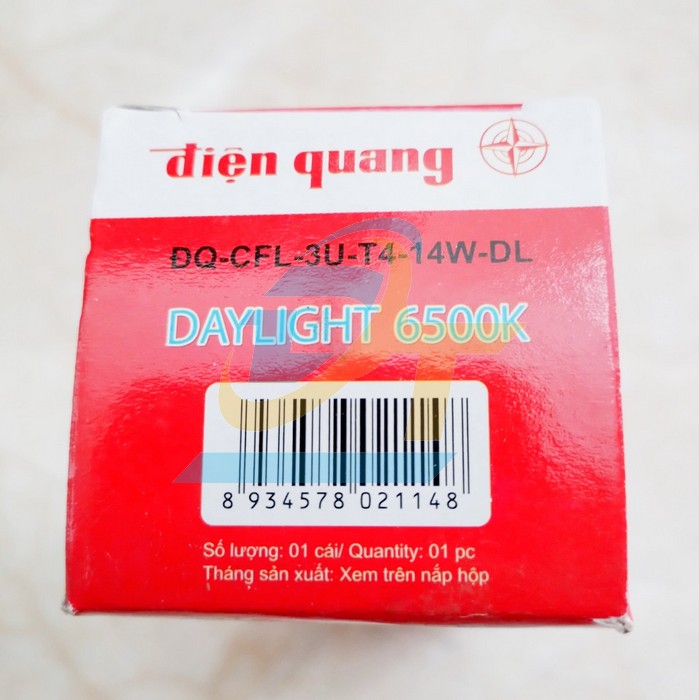 điện quang
ĐQ-CFL-3U-T4-14W-DL
DAYLIGHT 6500K
8 934578 021148
Số lượng: 01 cái/ Quantity: 01 pc
Tháng sản xuất: Xem trên nắp hộp